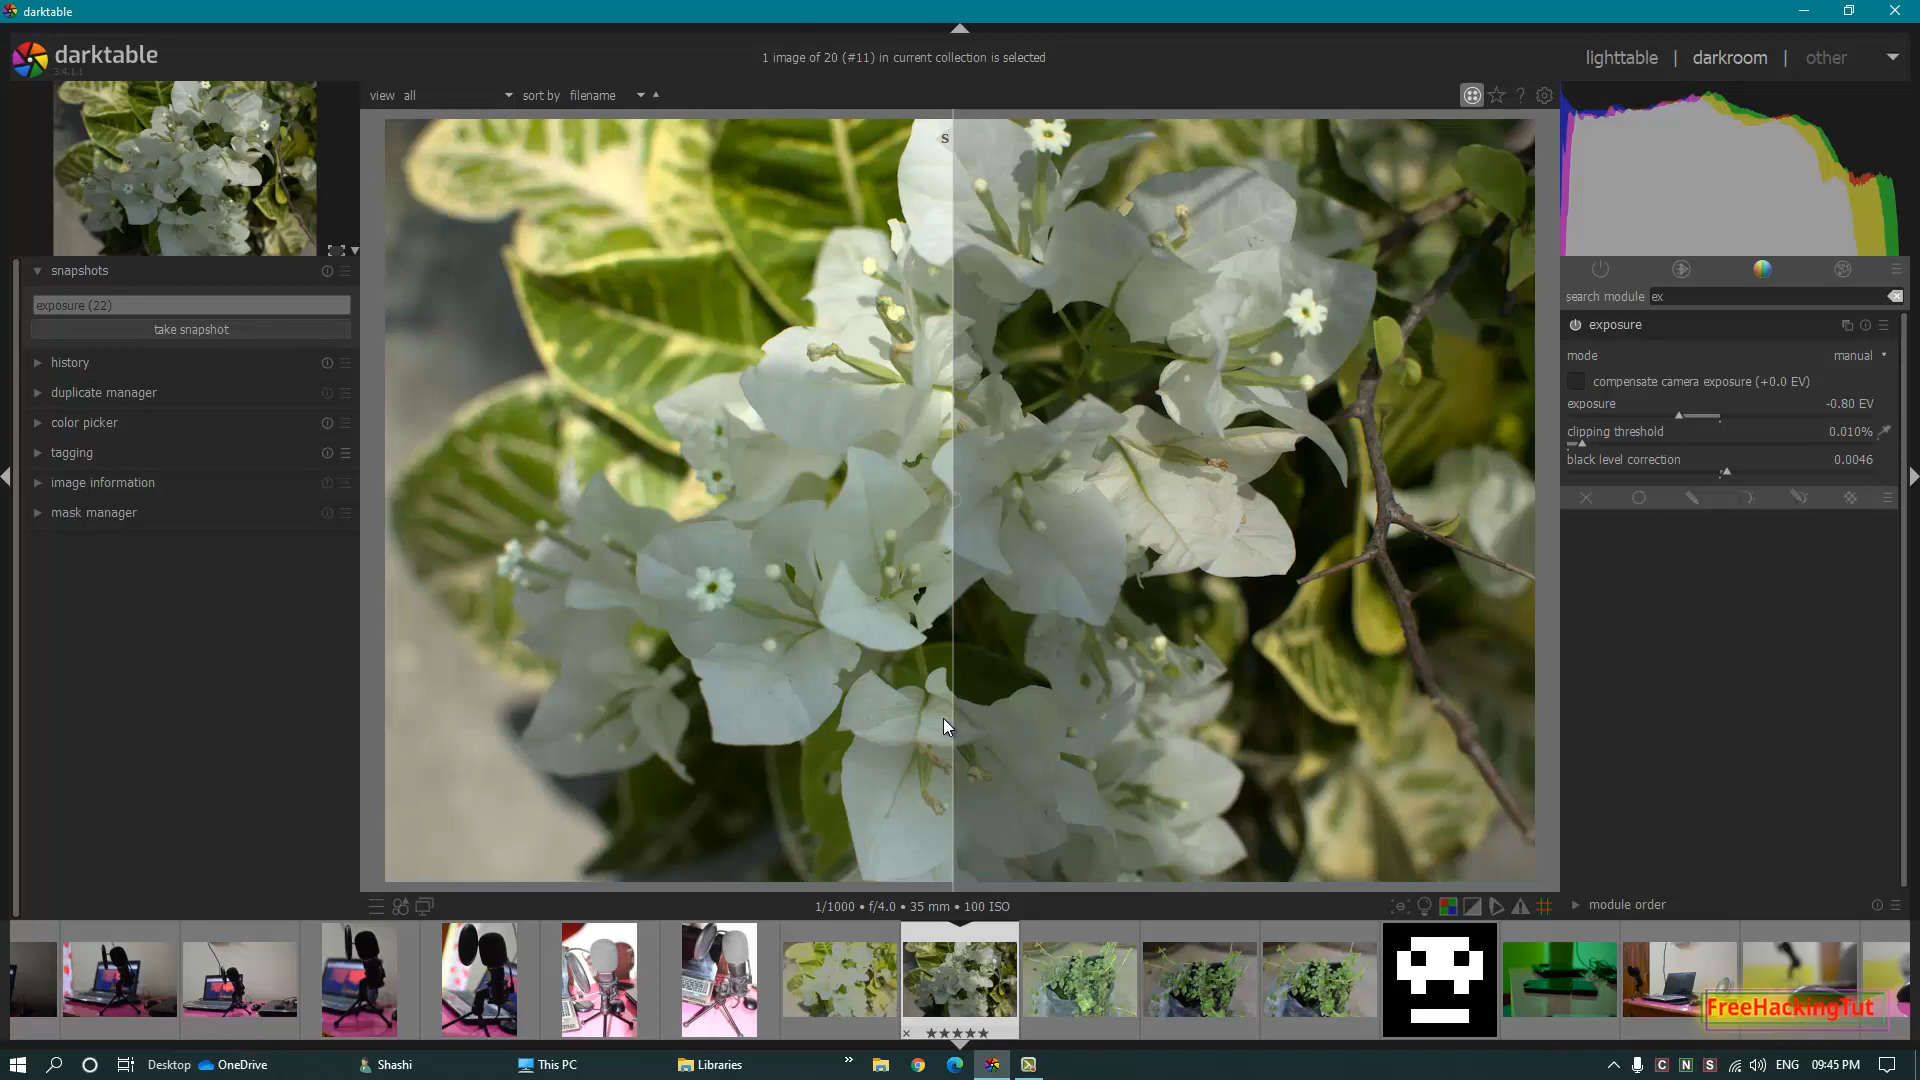 darktable
darktable
3.4.1.1
1 image of 20 (#11) in current collection is selected
lighttable | darkroom | other
view all sort by filename
S
snapshots
exposure (22)
take snapshot
history
duplicate manager
color picker
tagging
image information
mask manager
search module ex
exposure
mode manual
compensate camera exposure (+0.0 EV)
exposure -0.80 EV
clipping threshold 0.010%
black level correction 0.0046
1/1000 • f/4.0 • 35 mm • 100 ISO
module order
FreeHackingTut
Desktop OneDrive Shashi This PC Libraries » C N S ENG 09:45 PM